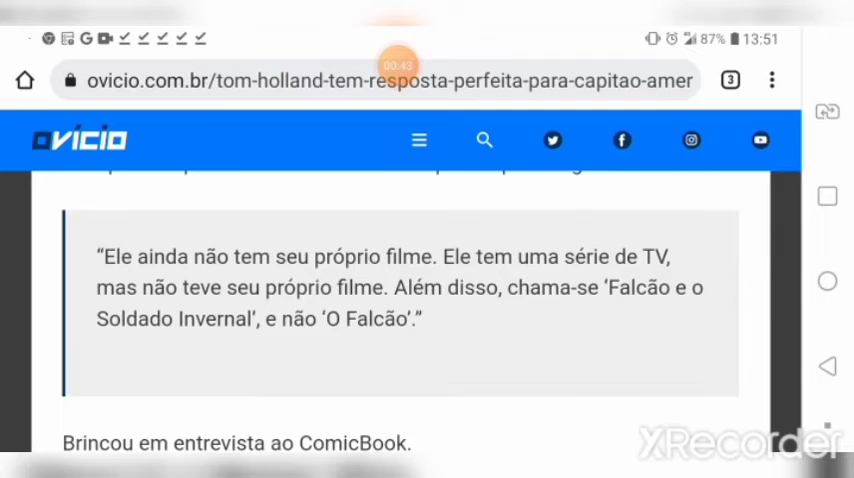 87% 13:51
00:43
ovicio.com.br/tom-holland-tem-resposta-perfeita-para-capitao-amer
3
ovicio
“Ele ainda não tem seu próprio filme. Ele tem uma série de TV,
mas não teve seu próprio filme. Além disso, chama-se ‘Falcão e o
Soldado Invernal’, e não ‘O Falcão’.”
Brincou em entrevista ao ComicBook.
XRecorder